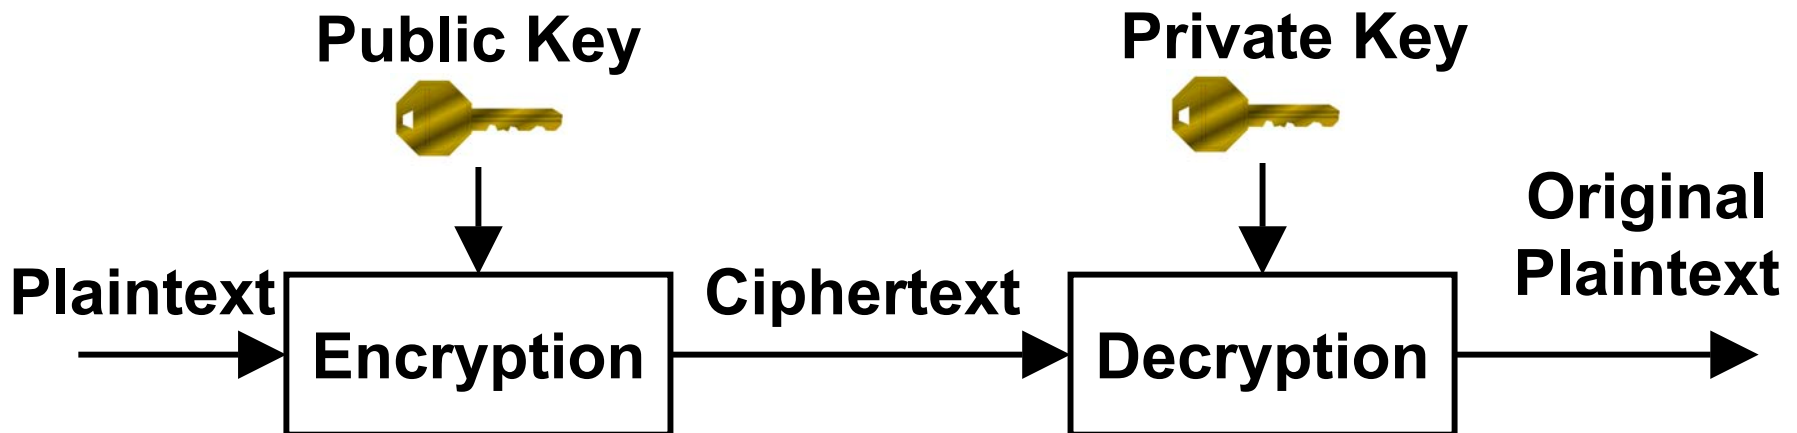 Public Key
Private Key
Plaintext
Encryption
Ciphertext
Decryption
Original
Plaintext